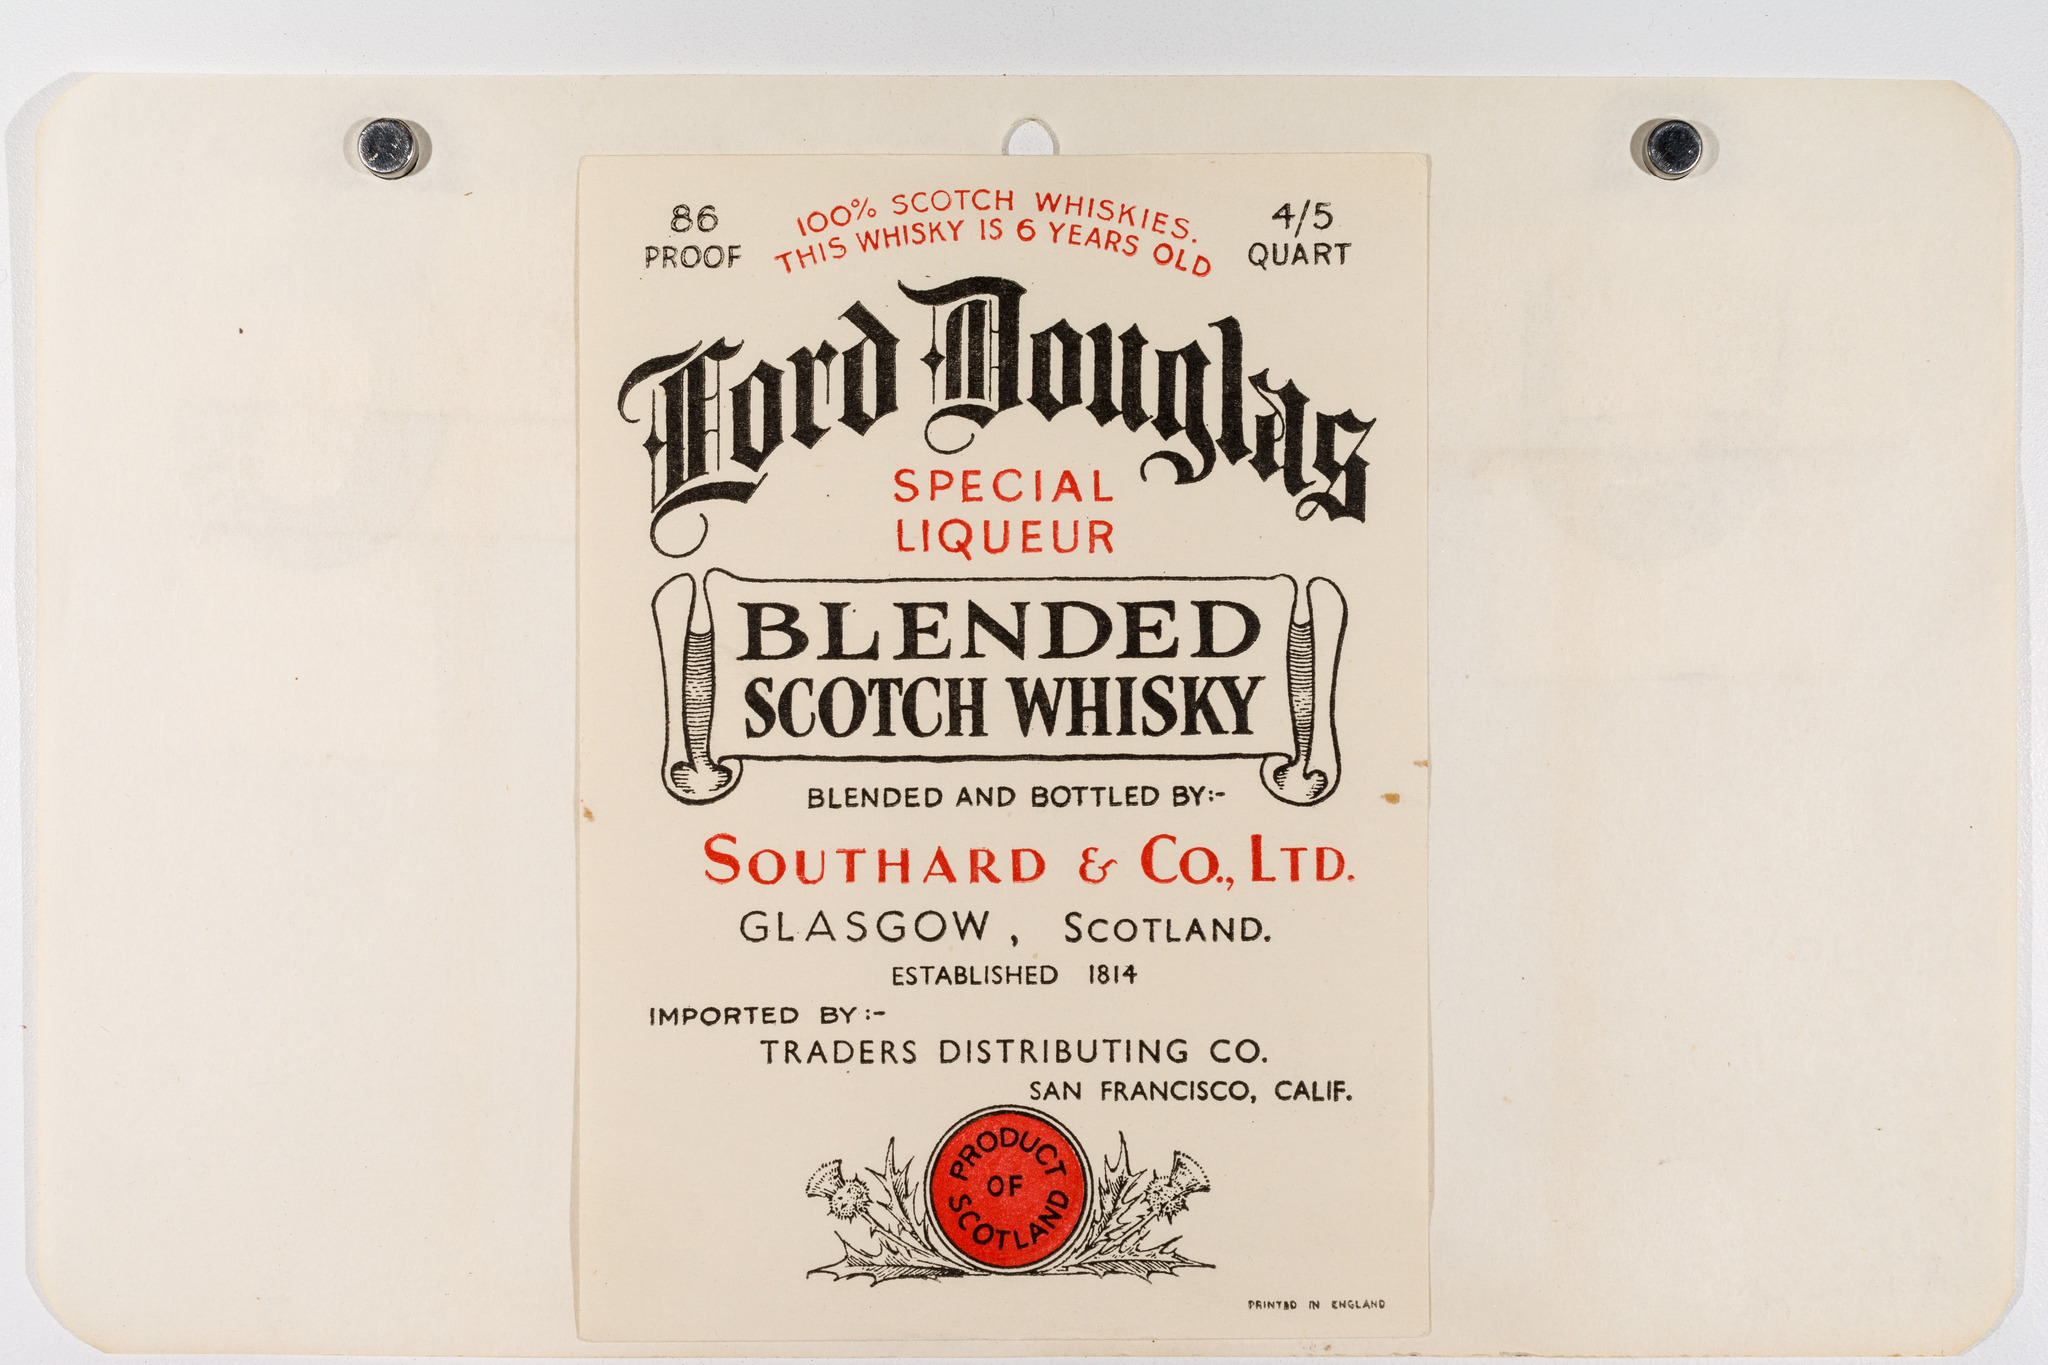 86
PROOF
100% SCOTCH WHISKIES.
THIS WHISKY IS 6 YEARS OLD
4/5
QUART
Lord Douglas
SPECIAL
LIQUEUR
BLENDED
SCOTCH WHISKY
BLENDED AND BOTTLED BY:-
SOUTHARD & CO., LTD.
GLASGOW, SCOTLAND.
ESTABLISHED 1814
IMPORTED BY:-
TRADERS DISTRIBUTING CO.
SAN FRANCISCO, CALIF.
PRODUCT
OF
SCOTLAND
PRINTED IN ENGLAND